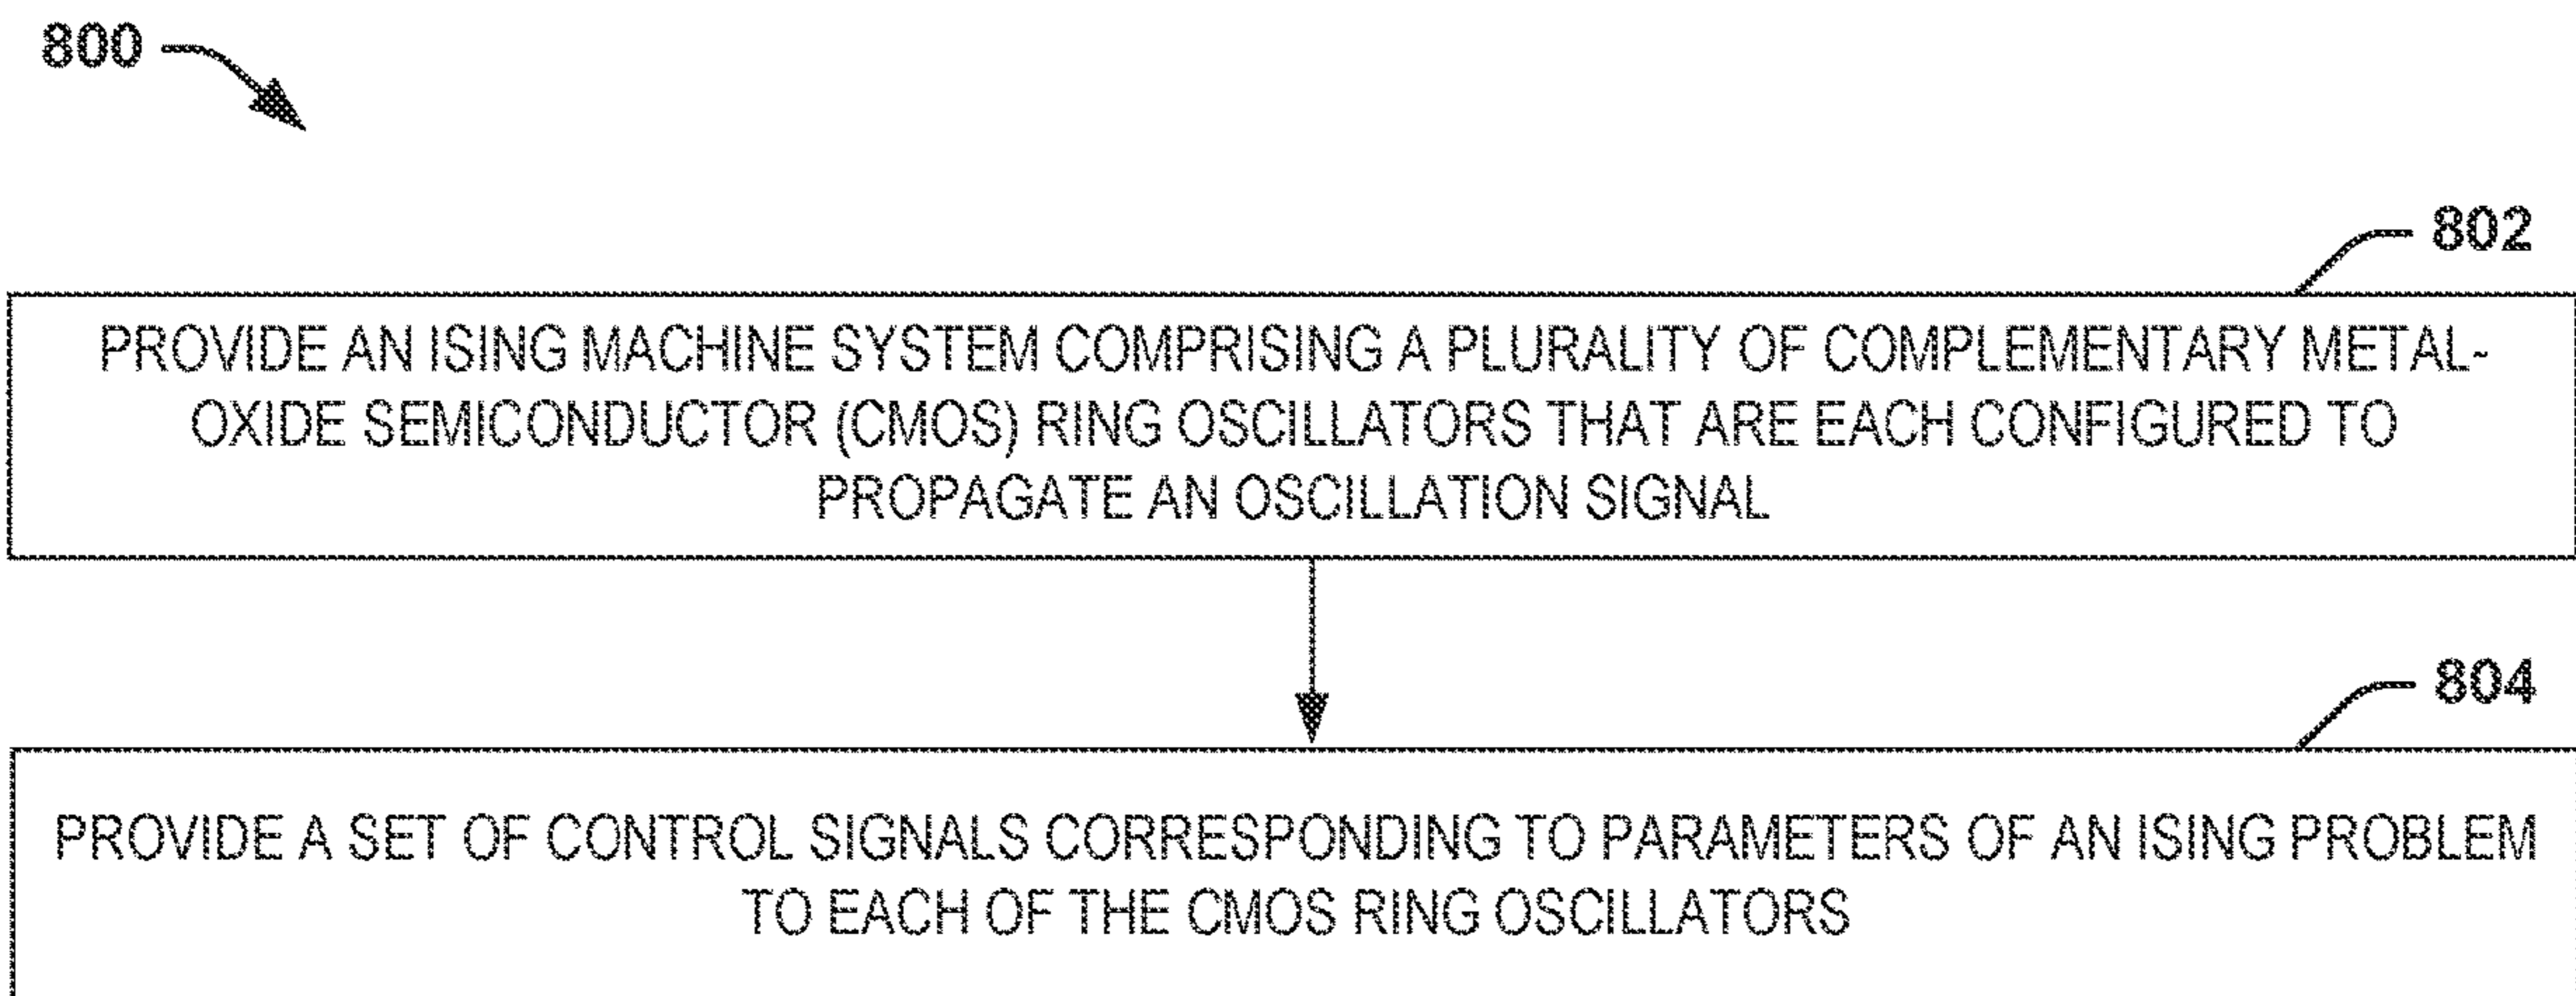 800
802
PROVIDE AN ISING MACHINE SYSTEM COMPRISING A PLURALITY OF COMPLEMENTARY METAL-
OXIDE SEMICONDUCTOR (CMOS) RING OSCILLATORS THAT ARE EACH CONFIGURED TO
PROPAGATE AN OSCILLATION SIGNAL
804
PROVIDE A SET OF CONTROL SIGNALS CORRESPONDING TO PARAMETERS OF AN ISING PROBLEM
TO EACH OF THE CMOS RING OSCILLATORS